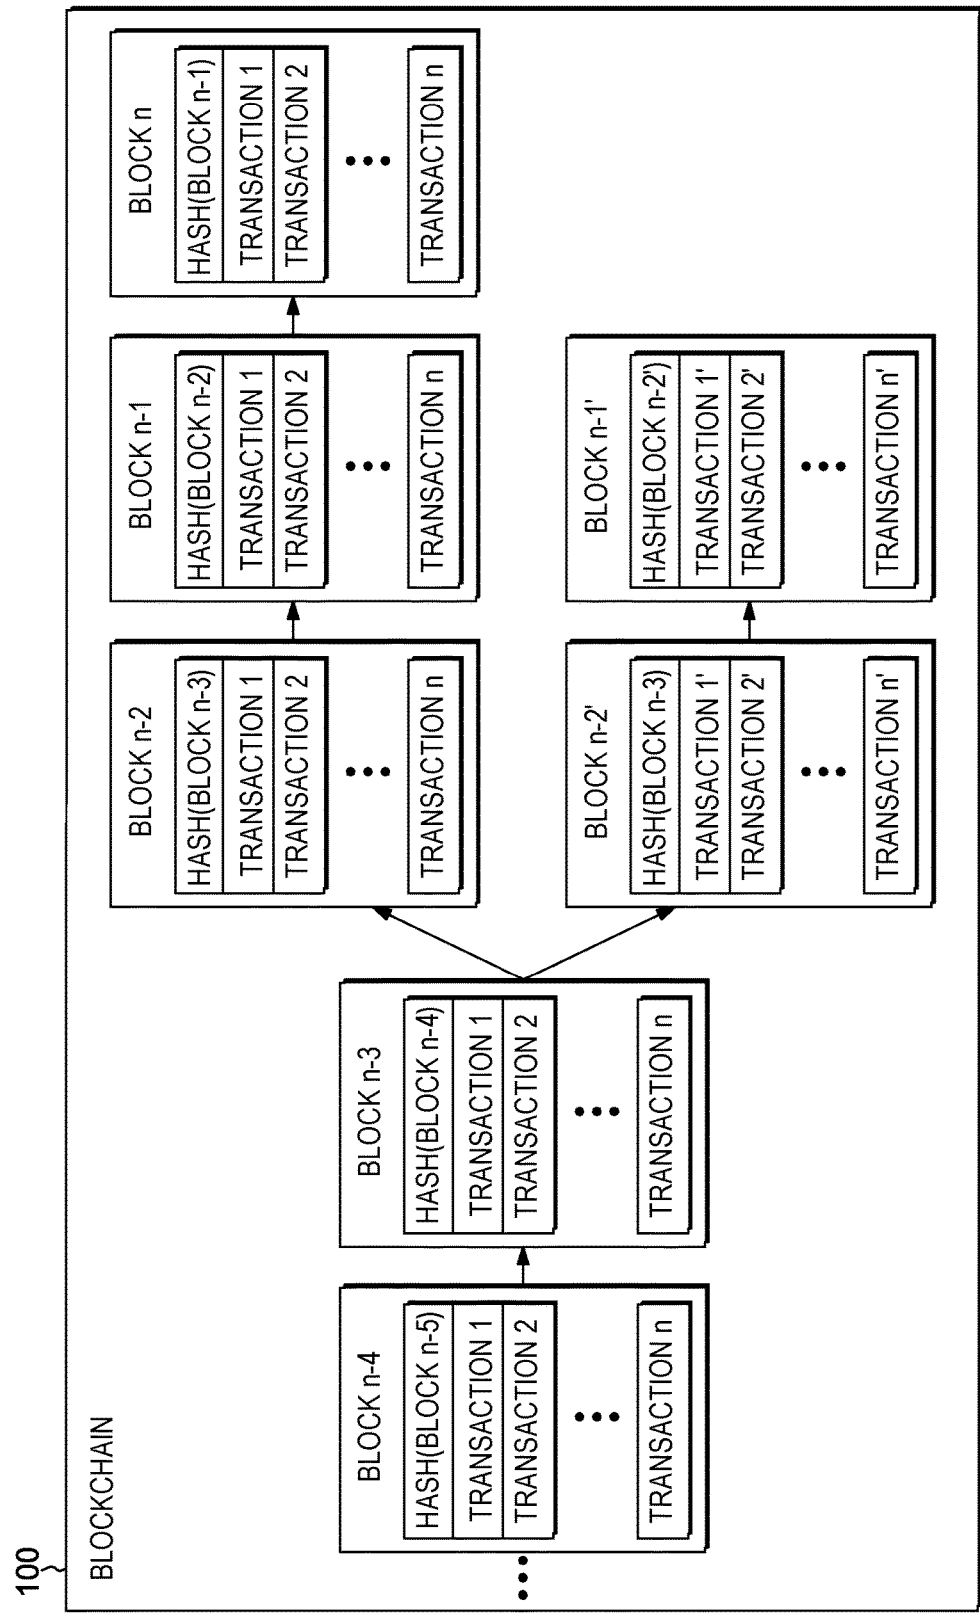 100
BLOCKCHAIN
•••
BLOCK n-4
HASH(BLOCK n-5)
TRANSACTION 1
TRANSACTION 2
•••
TRANSACTION n
BLOCK n-3
HASH(BLOCK n-4)
TRANSACTION 1
TRANSACTION 2
•••
TRANSACTION n
BLOCK n-2
HASH(BLOCK n-3)
TRANSACTION 1
TRANSACTION 2
•••
TRANSACTION n
BLOCK n-1
HASH(BLOCK n-2)
TRANSACTION 1
TRANSACTION 2
•••
TRANSACTION n
BLOCK n
HASH(BLOCK n-1)
TRANSACTION 1
TRANSACTION 2
•••
TRANSACTION n
BLOCK n-2'
HASH(BLOCK n-3)
TRANSACTION 1'
TRANSACTION 2'
•••
TRANSACTION n'
BLOCK n-1'
HASH(BLOCK n-2')
TRANSACTION 1'
TRANSACTION 2'
•••
TRANSACTION n'